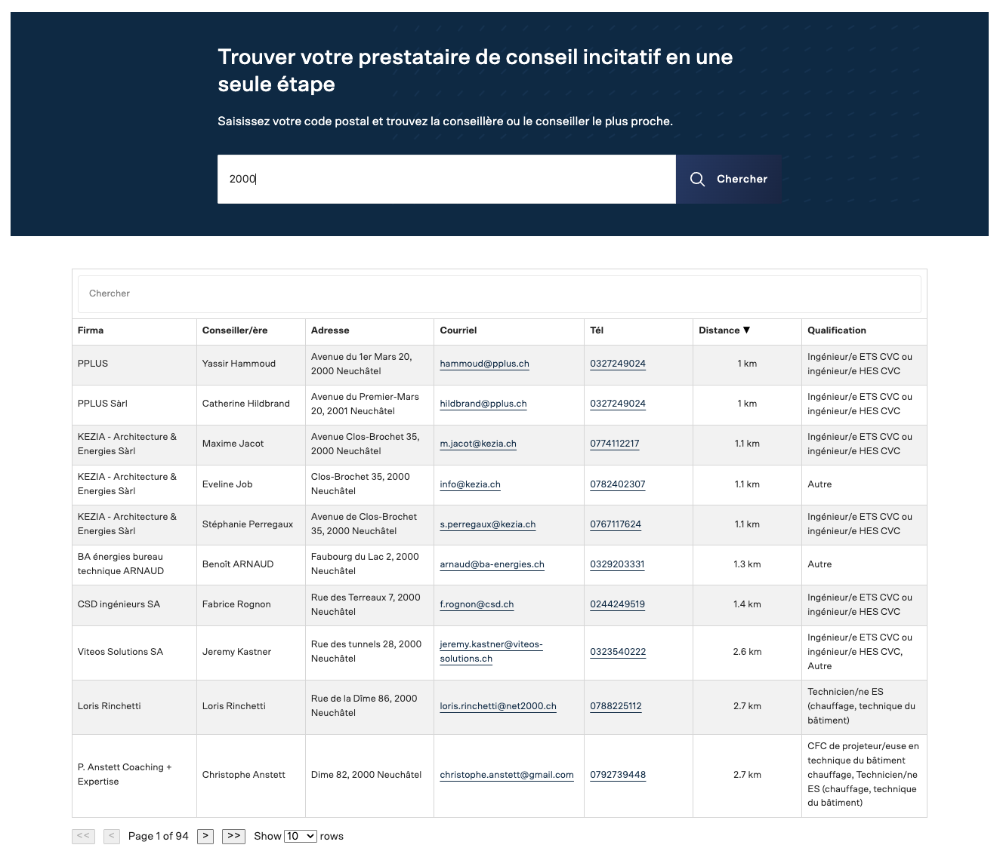 Trouver votre prestataire de conseil incitatif en une
seule étape
Saisissez votre code postal et trouvez la conseillère ou le conseiller le plus proche.
2000
Chercher
Chercher
Firma Conseiller/ère Adresse Courriel Tél Distance ▼ Qualification
PPLUS Yassir Hammoud Avenue du 1er Mars 20, hammoud@pplus.ch 0327249024 1 km Ingénieur/e ETS CVC ou
2000 Neuchâtel ingénieur/e HES CVC
PPLUS Sàrl Catherine Hildbrand Avenue du Premier-Mars hildbrand@pplus.ch 0327249024 1 km Ingénieur/e ETS CVC ou
20, 2001 Neuchâtel ingénieur/e HES CVC
KEZIA - Architecture & Maxime Jacot Avenue Clos-Brochet 35, m.jacot@kezia.ch 0774112217 1.1 km Ingénieur/e ETS CVC ou
Energies Sàrl 2000 Neuchâtel ingénieur/e HES CVC
KEZIA - Architecture & Eveline Job Clos-Brochet 35, 2000 info@kezia.ch 0782402307 1.1 km Autre
Energies Sàrl Neuchâtel
KEZIA - Architecture & Stéphanie Perregaux Avenue de Clos-Brochet s.perregaux@kezia.ch 0767117624 1.1 km Ingénieur/e ETS CVC ou
Energies Sàrl 35, 2000 Neuchâtel ingénieur/e HES CVC
BA énergies bureau Benoît ARNAUD Faubourg du Lac 2, 2000 arnaud@ba-energies.ch 0329203331 1.3 km Autre
technique ARNAUD Neuchâtel
CSD ingénieurs SA Fabrice Rognon Rue des Terreaux 7, 2000 f.rognon@csd.ch 0244249519 1.4 km Ingénieur/e ETS CVC ou
Neuchâtel ingénieur/e HES CVC
Viteos Solutions SA Jeremy Kastner Rue des tunnels 28, 2000 jeremy.kastner@viteos- 0323540222 2.6 km Ingénieur/e ETS CVC ou
Neuchâtel solutions.ch ingénieur/e HES CVC,
Autre
Loris Rinchetti Loris Rinchetti Rue de la Dîme 86, 2000 loris.rinchetti@net2000.ch 0788225112 2.7 km Technicien/ne ES
Neuchâtel (chauffage, technique du
bâtiment)
P. Anstett Coaching + Christophe Anstett Dime 82, 2000 Neuchâtel christophe.anstett@gmail.com 0792739448 2.7 km CFC de projeteur/euse en
Expertise technique du bâtiment
chauffage, Technicien/ne
ES (chauffage, technique
du bâtiment)
<< < Page 1 of 94 > >> Show 10 rows